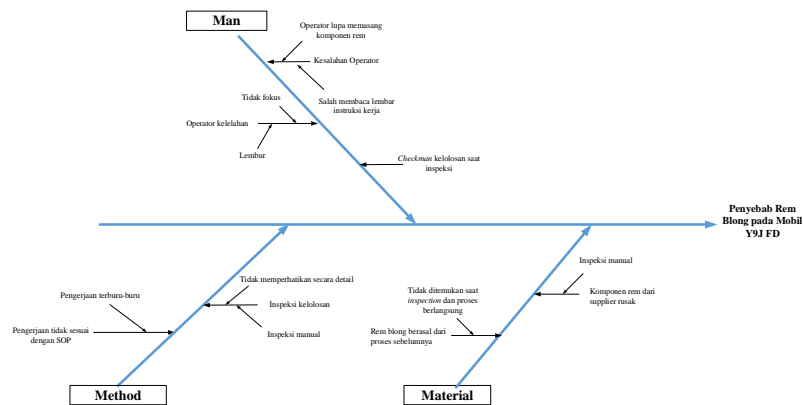 Man
Operator lupa memasang
komponen rem
Kesalahan Operator
Salah membaca lembar
instruksi kerja
Tidak fokus
Operator kelelahan
Lembur
Checkman kelolosan saat
inspeksi
Penyebab Rem
Blong pada Mobil
Y9J FD
Tidak memperhatikan secara detail
Pengerjaan terburu-buru
Inspeksi kelolosan
Pengerjaan tidak sesuai
dengan SOP
Inspeksi manual
Method
Inspeksi manual
Tidak ditemukan saat
inspection dan proses
berlangsung
Komponen rem dari
supplier rusak
Rem blong berasal dari
proses sebelumnya
Material